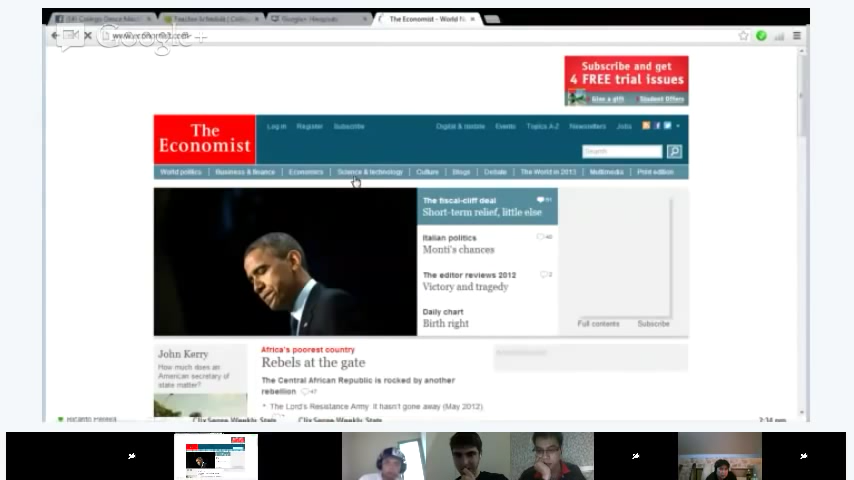 The Economist - World N
Google+
www.economist.com
Subscribe and get
4 FREE trial issues
Give a gift Student Offers
The
Economist
Log in Register Subscribe
Digital & mobile Events Topics A-Z Newsletters Jobs
Search
World politics Business & finance Economics Science & technology Culture Blogs Debate The World in 2013 Multimedia Print edition
The fiscal-cliff deal
Short-term relief, little else
Italian politics
Monti's chances
The editor reviews 2012
Victory and tragedy
Daily chart
Birth right
Full contents Subscribe
John Kerry
How much does an
American secretary of
state matter?
Africa's poorest country
Rebels at the gate
The Central African Republic is rocked by another
rebellion
The Lord's Resistance Army It hasn't gone away (May 2012)